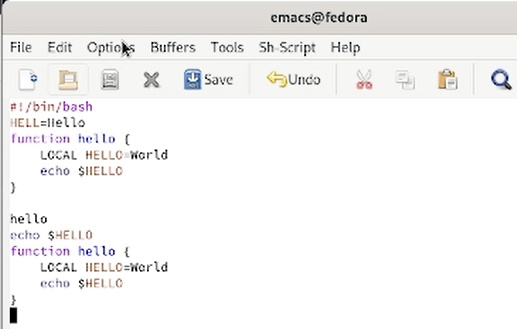 emacs@fedora
File Edit Options Buffers Tools Sh-Script Help
Save Undo
#!/bin/bash
HELL=Hello
function hello {
    LOCAL HELLO=World
    echo $HELLO
}

hello
echo $HELLO
function hello {
    LOCAL HELLO=World
    echo $HELLO
}